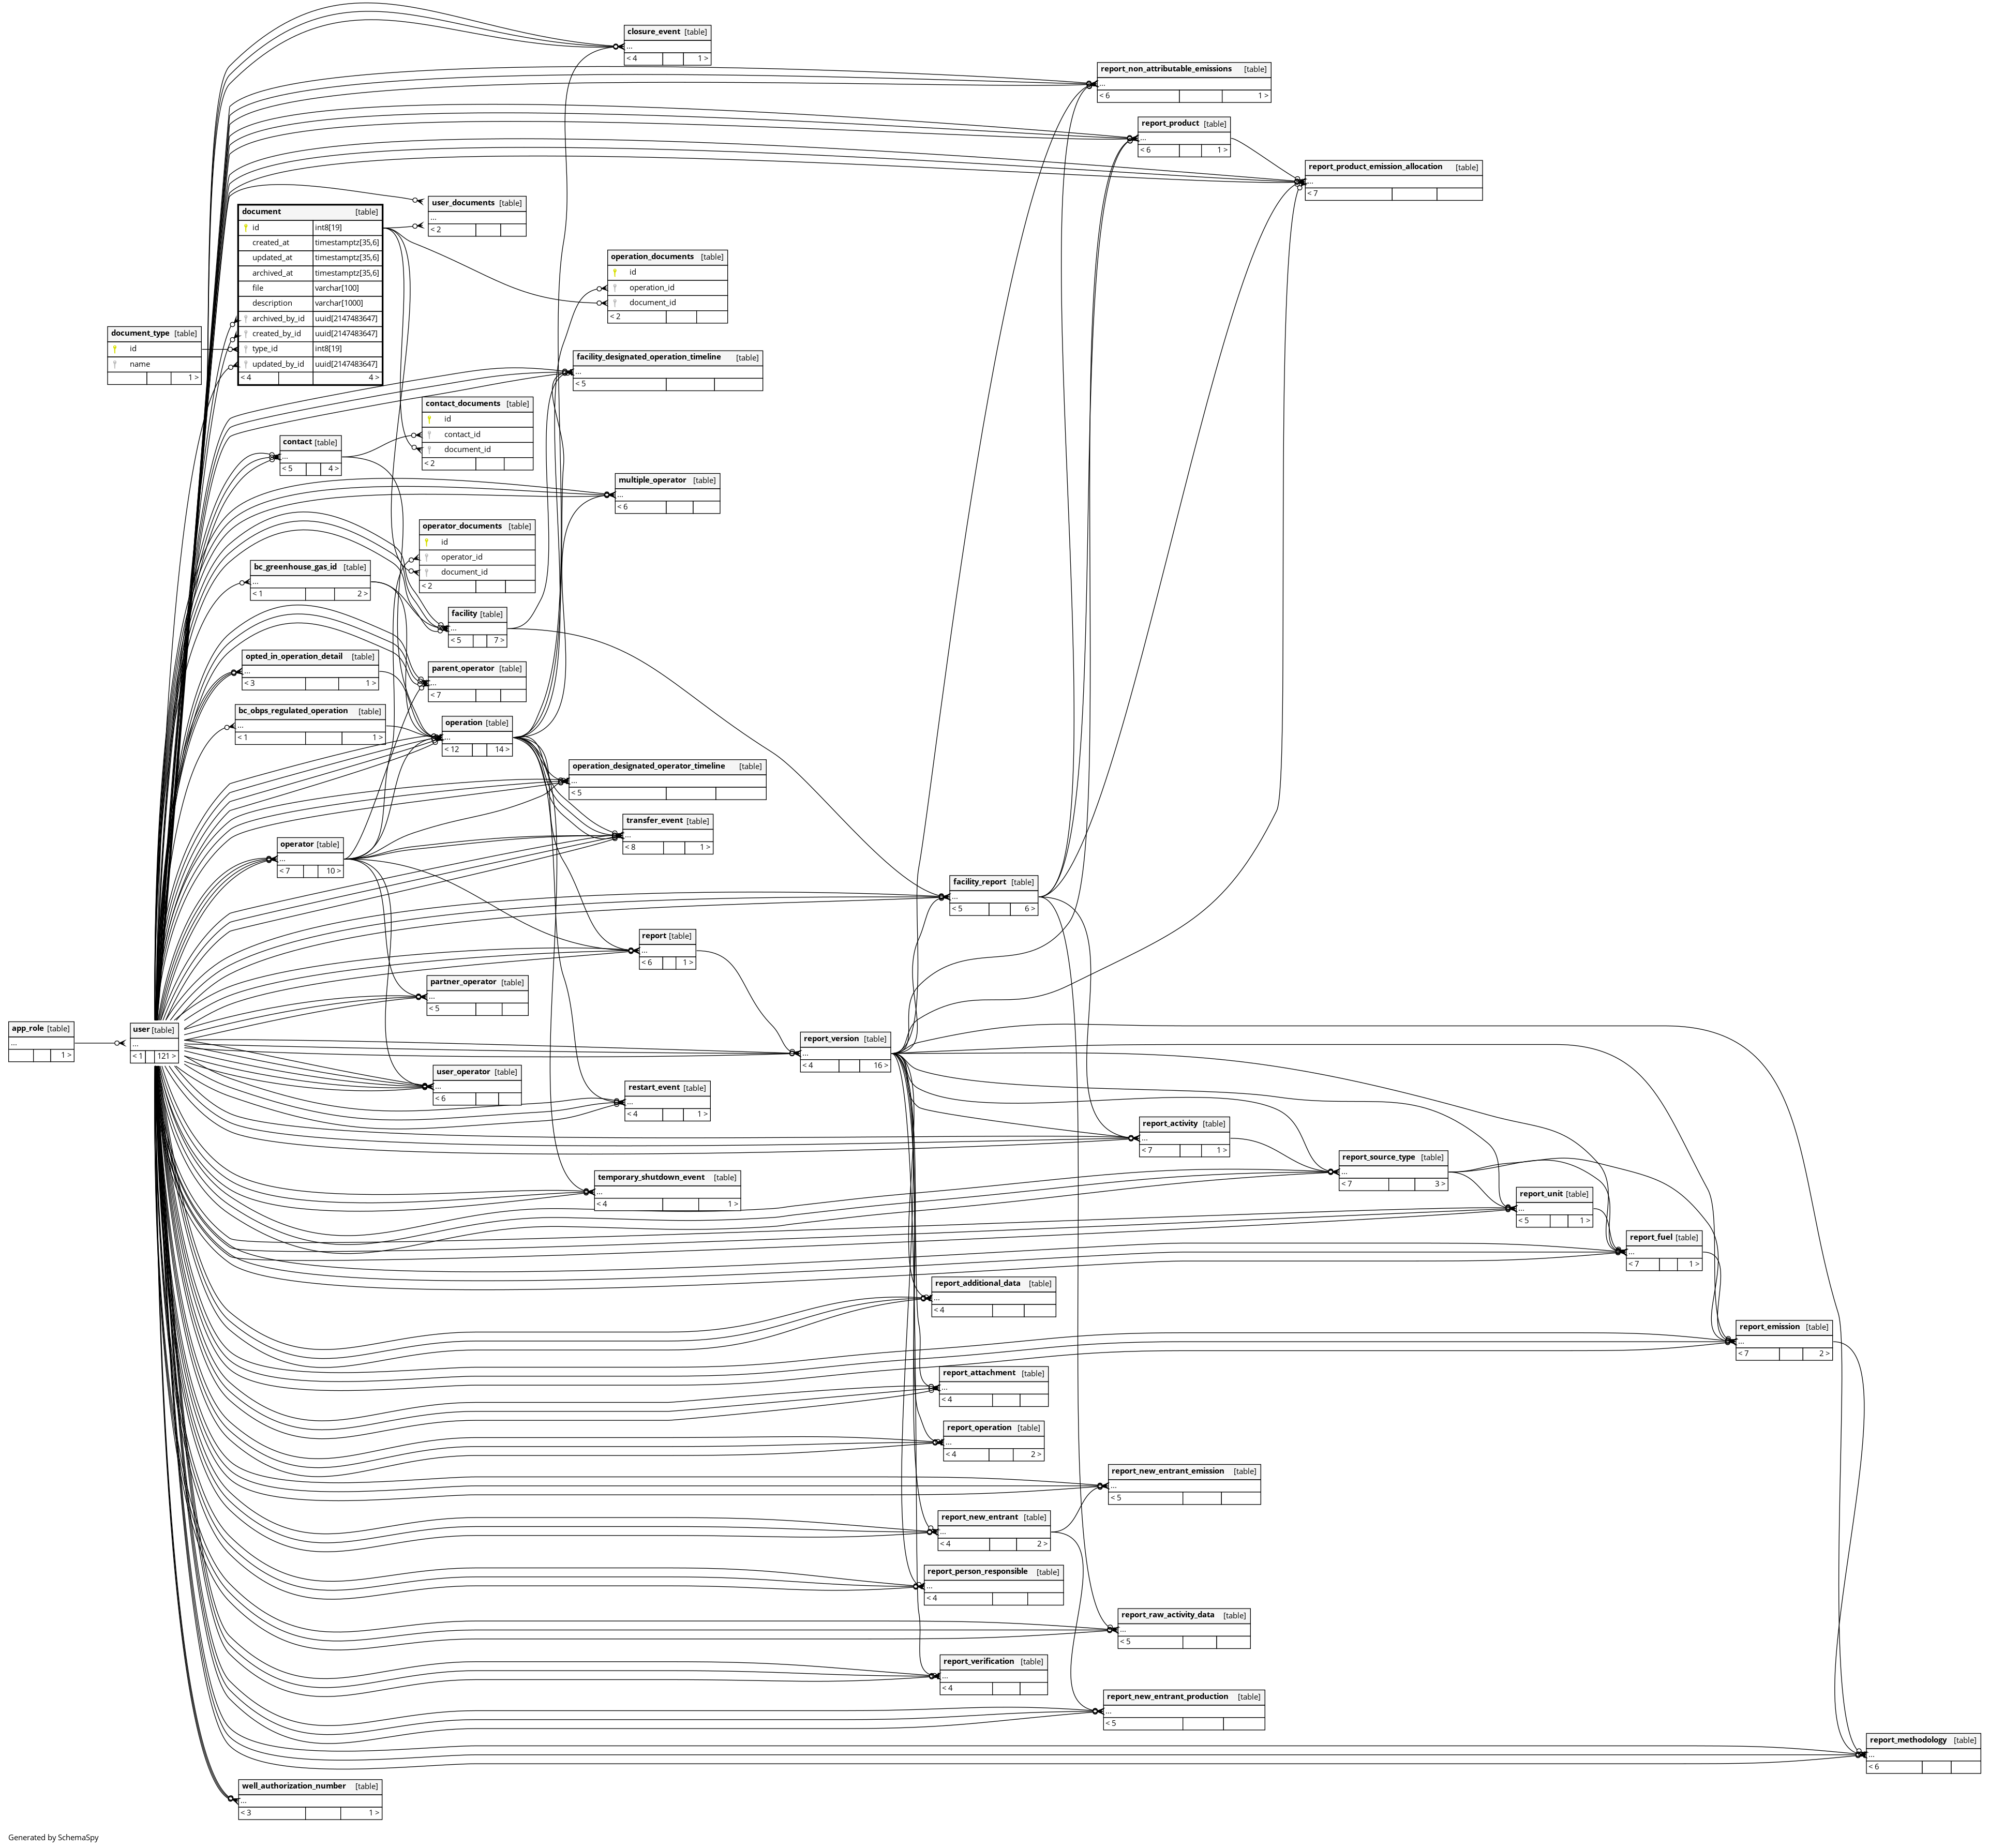 closure_event [table]
...
< 4 1 >
report_non_attributable_emissions [table]
...
< 6 1 >
report_product [table]
...
< 6 1 >
report_product_emission_allocation [table]
...
< 7
user_documents [table]
...
< 2
document [table]
id int8[19]
created_at timestamptz[35,6]
updated_at timestamptz[35,6]
archived_at timestamptz[35,6]
file varchar[100]
description varchar[1000]
archived_by_id uuid[2147483647]
created_by_id uuid[2147483647]
type_id int8[19]
updated_by_id uuid[2147483647]
< 4 4 >
operation_documents [table]
id
operation_id
document_id
< 2
document_type [table]
id
name
1 >
facility_designated_operation_timeline [table]
...
< 5
contact_documents [table]
id
contact_id
document_id
< 2
contact [table]
...
< 5 4 >
multiple_operator [table]
...
< 6
operator_documents [table]
id
operator_id
document_id
< 2
bc_greenhouse_gas_id [table]
...
< 1 2 >
facility [table]
...
< 5 7 >
opted_in_operation_detail [table]
...
< 3 1 >
parent_operator [table]
...
< 7
bc_obps_regulated_operation [table]
...
< 1 1 >
operation [table]
...
< 12 14 >
operation_designated_operator_timeline [table]
...
< 5
transfer_event [table]
...
< 8 1 >
operator [table]
...
< 7 10 >
facility_report [table]
...
< 5 6 >
report [table]
...
< 6 1 >
partner_operator [table]
...
< 5
app_role [table]
...
1 >
user [table]
...
< 1 121 >
report_version [table]
...
< 4 16 >
user_operator [table]
...
< 6
restart_event [table]
...
< 4 1 >
report_activity [table]
...
< 7 1 >
report_source_type [table]
...
< 7 3 >
temporary_shutdown_event [table]
...
< 4 1 >
report_unit [table]
...
< 5 1 >
report_fuel [table]
...
< 7 1 >
report_additional_data [table]
...
< 4
report_emission [table]
...
< 7 2 >
report_attachment [table]
...
< 4
report_operation [table]
...
< 4 2 >
report_new_entrant_emission [table]
...
< 5
report_new_entrant [table]
...
< 4 2 >
report_person_responsible [table]
...
< 4
report_raw_activity_data [table]
...
< 5
report_verification [table]
...
< 4
report_new_entrant_production [table]
...
< 5
report_methodology [table]
...
< 6
well_authorization_number [table]
...
< 3 1 >
Generated by SchemaSpy